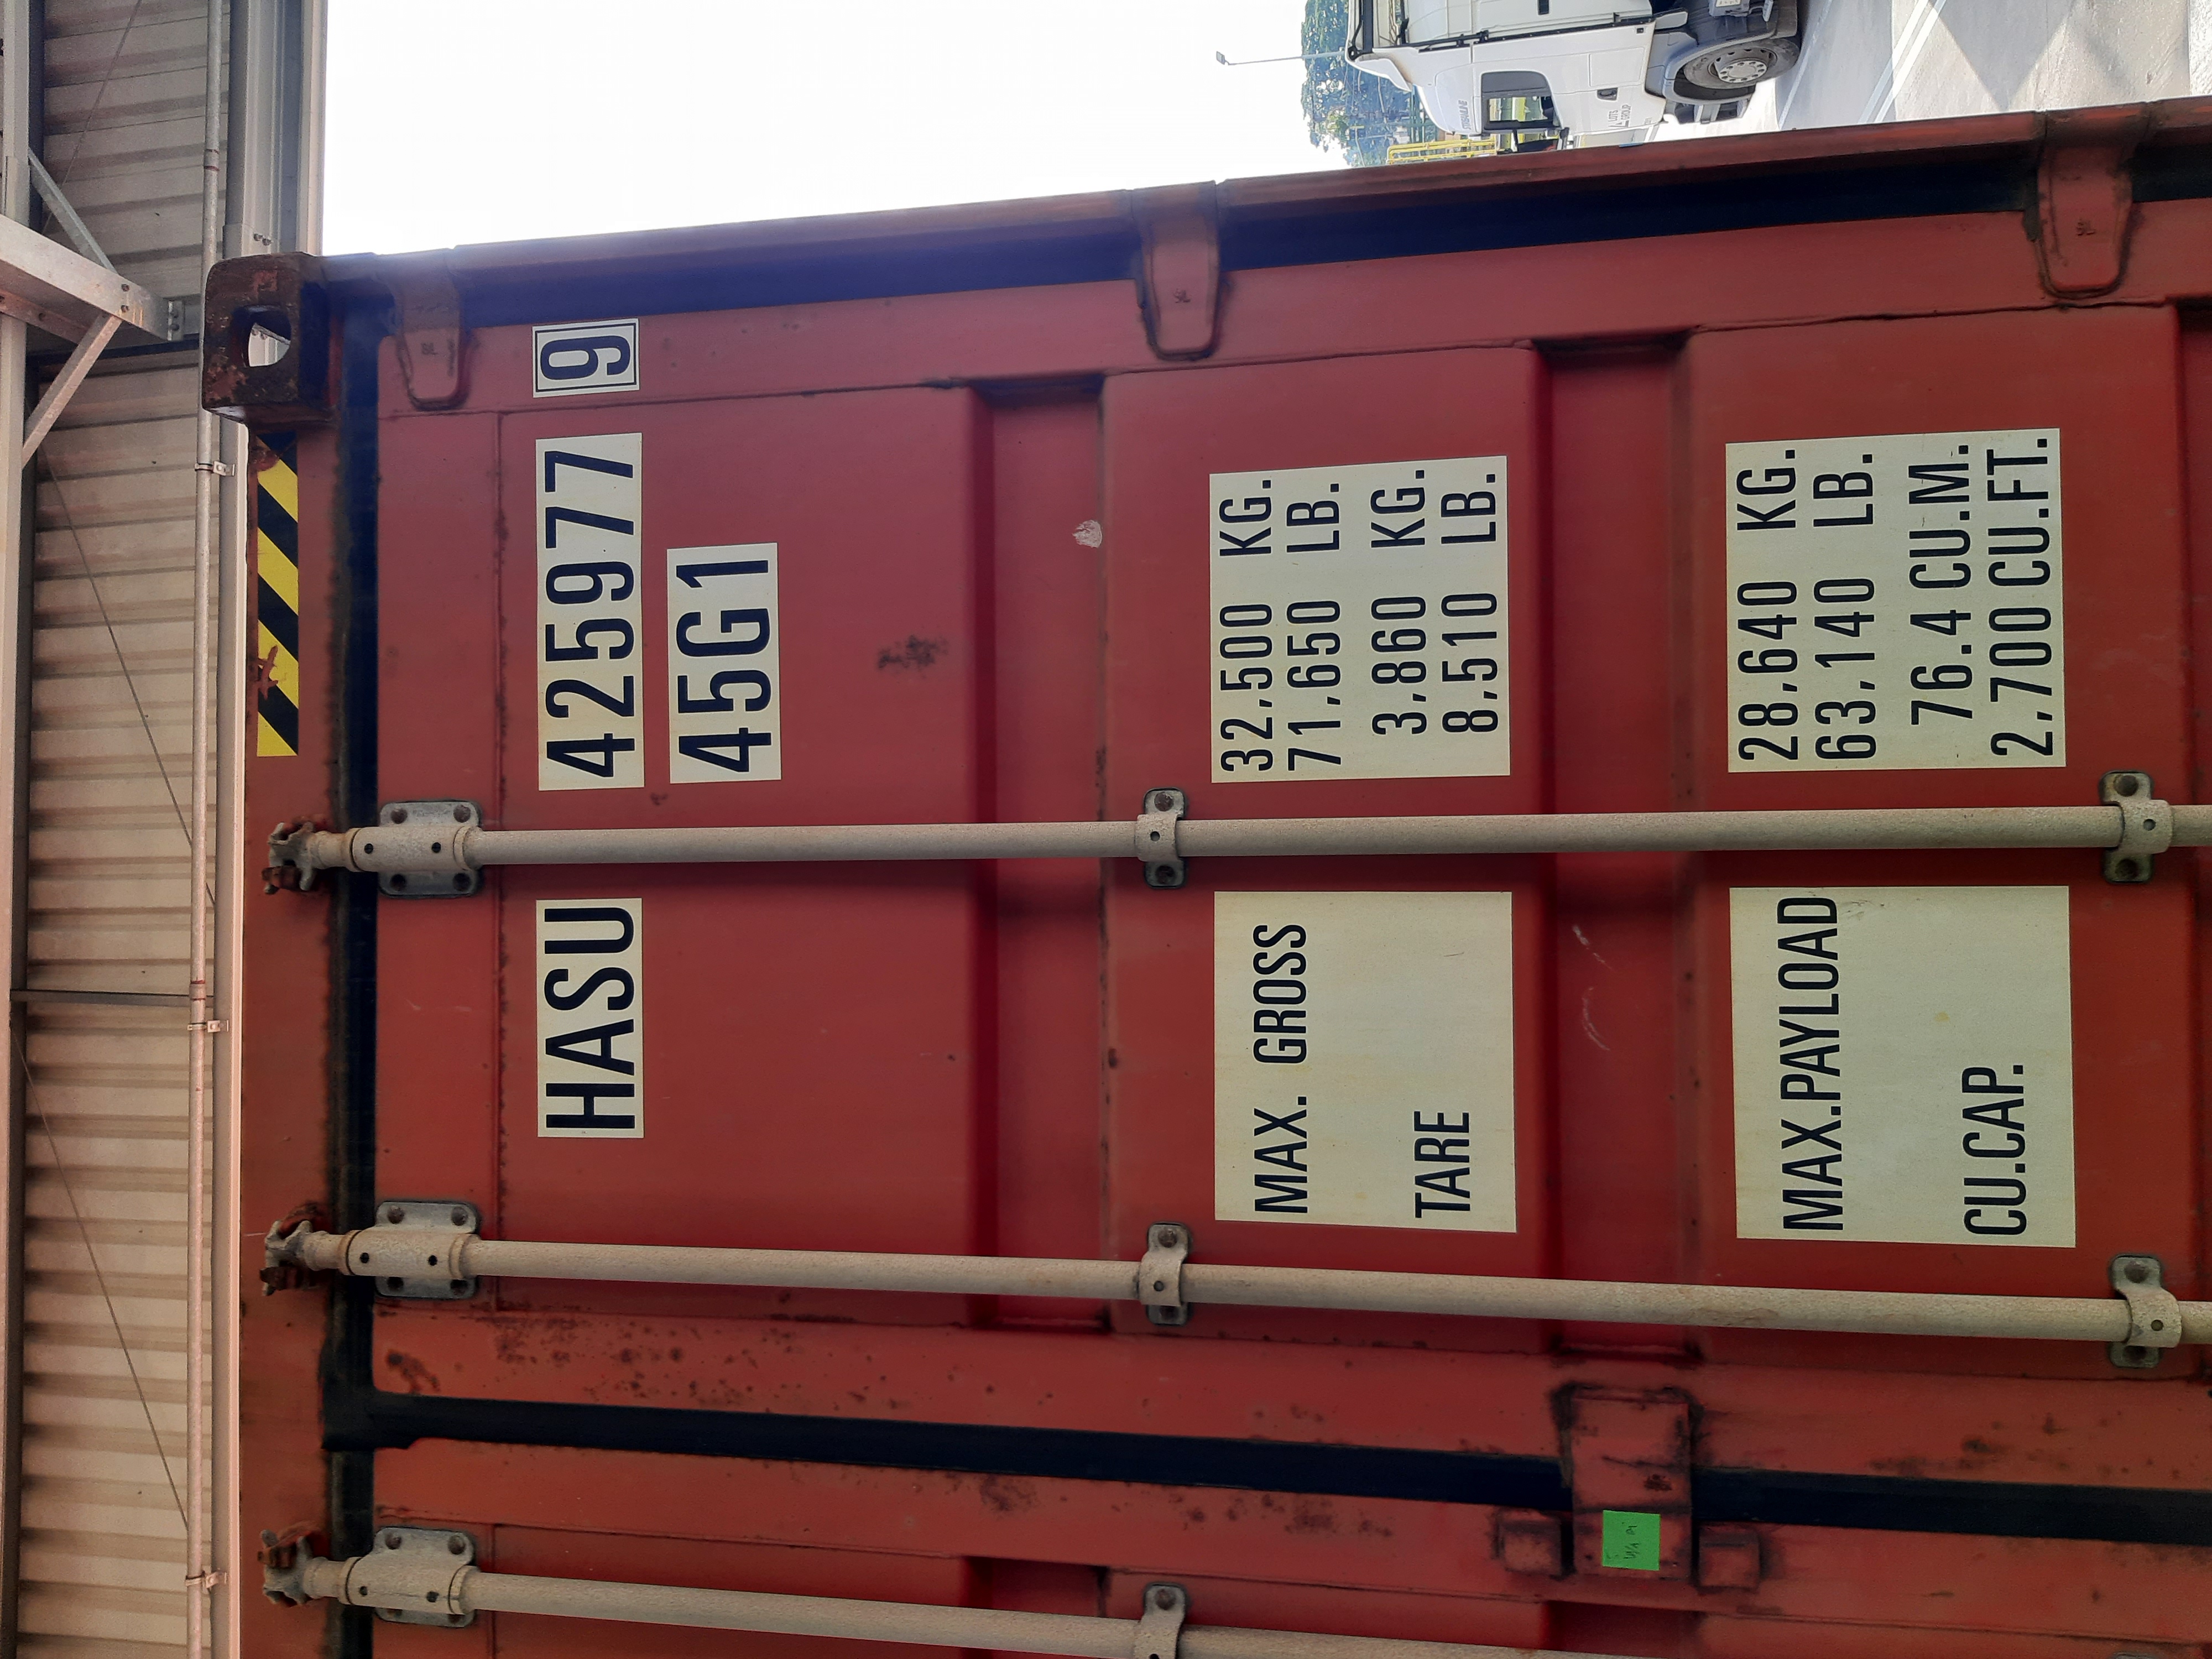 HASU 425977 9
45G1
MAX. GROSS 32,500 KG.
71,650 LB.
TARE 3,860 KG.
8,510 LB.
MAX.PAYLOAD 28,640 KG.
63,140 LB.
CU.CAP. 76.4 CU.M.
2,700 CU.FT.